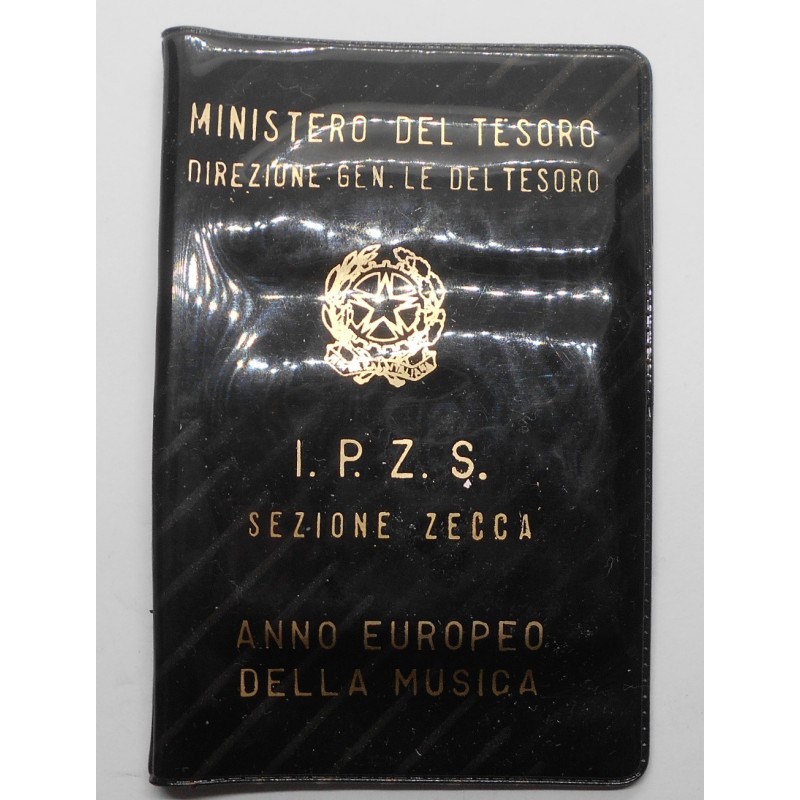 MINISTERO DEL TESORO
DIREZIONE GEN. LE DEL TESORO
I. P. Z. S.
SEZIONE ZECCA
ANNO EUROPEO
DELLA MUSICA